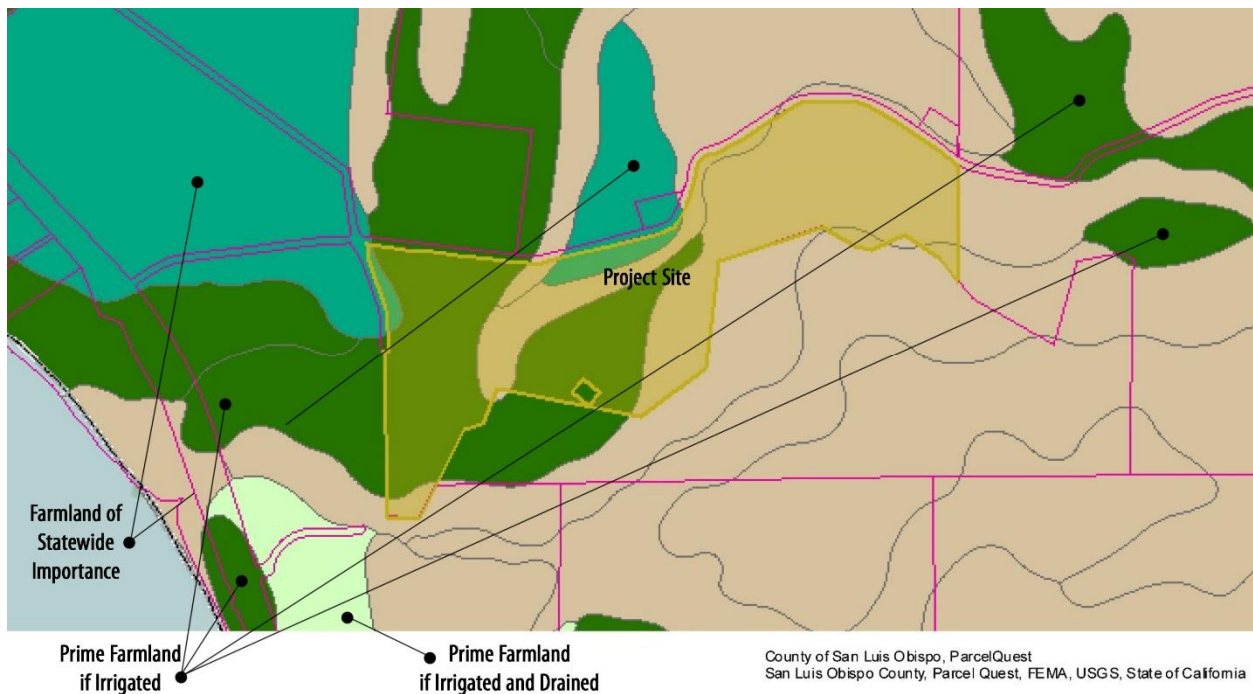 Project Site
Farmland of
Statewide
Importance
Prime Farmland
if Irrigated
Prime Farmland
if Irrigated and Drained
County of San Luis Obispo, ParcelQuest
San Luis Obispo County, Parcel Quest, FEMA, USGS, State of California